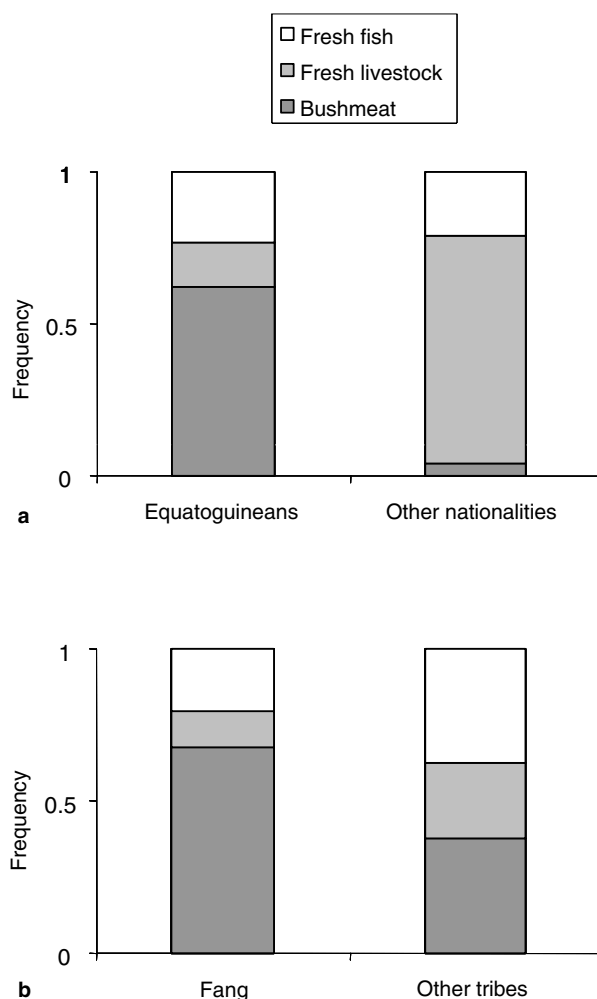 Fresh fish
Fresh livestock
Bushmeat
1
0.5
0
Frequency
Equatoguineans Other nationalities
a
1
0.5
0
Frequency
Fang Other tribes
b